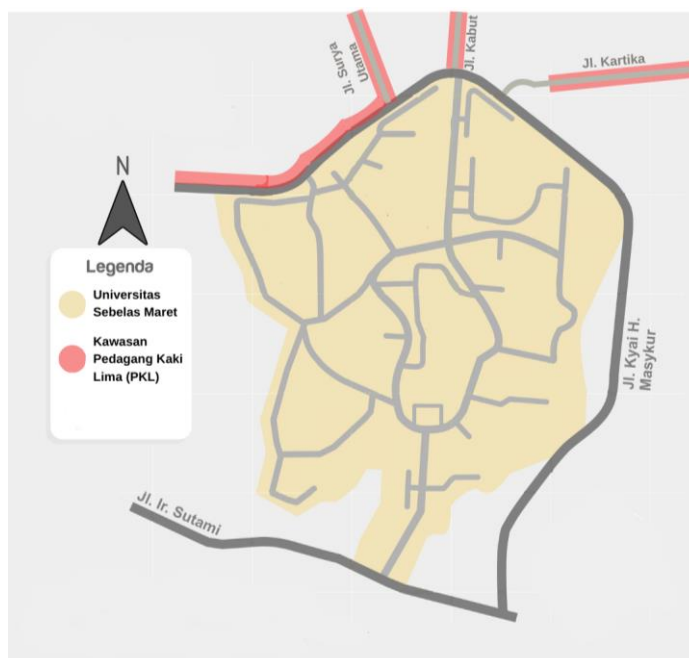 Jl. Surya
Utama
Jl. Kabut
Jl. Kartika
N
Legenda
Universitas
Sebelas Maret
Kawasan
Pedagang Kaki
Lima (PKL)
Jl. Kyai H.
Masykur
Jl. Ir. Sutami